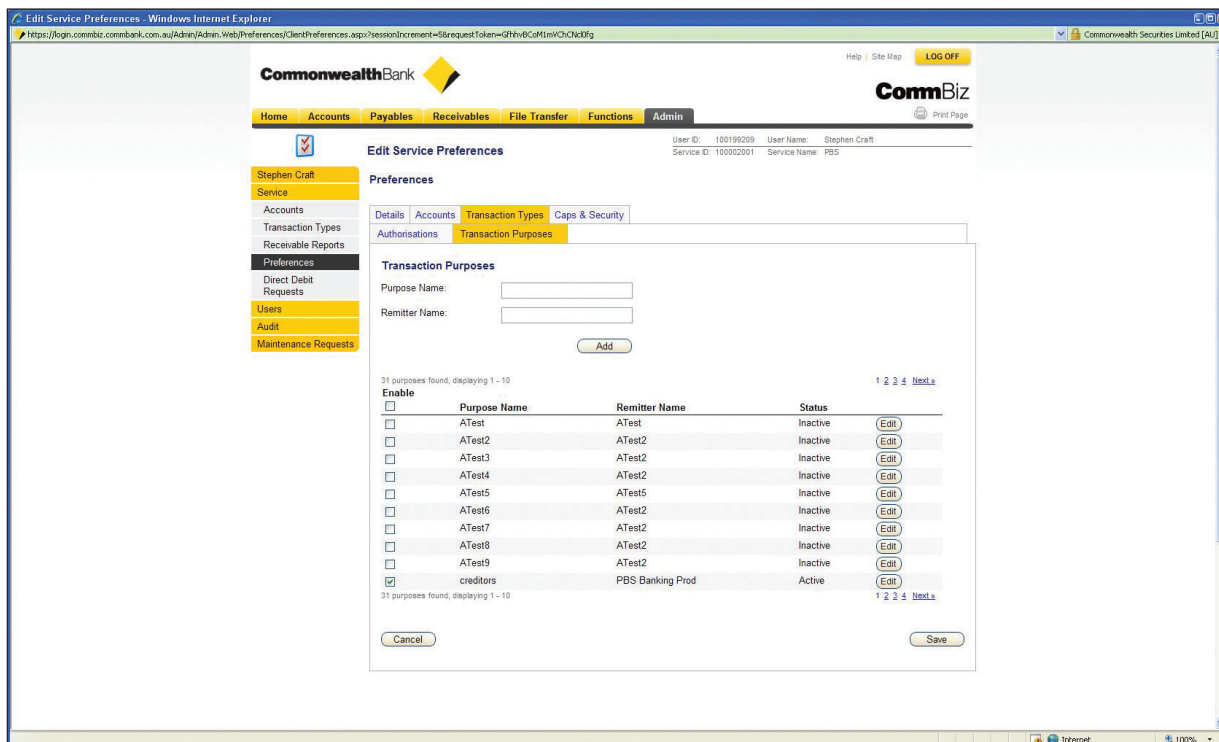 Edit Service Preferences - Windows Internet Explorer
Commonwealth Securities Limited [AU]
Help | Site Map LOG OFF
CommonwealthBank
CommBiz
Home Accounts Payables Receivables File Transfer Functions Admin
Print Page
User ID: 100199209 User Name: Stephen Craft
Edit Service Preferences
Service ID: 100002001 Service Name: PBS
Stephen Craft
Service
Accounts
Transaction Types
Receivable Reports
Preferences
Direct Debit
Requests
Users
Audit
Maintenance Requests
Preferences
Details Accounts Transaction Types Caps & Security
Authorisations Transaction Purposes
Transaction Purposes
Purpose Name:
Remitter Name:
Add
31 purposes found, displaying 1 - 10 1 2 3 4 Next »
Enable
Purpose Name Remitter Name Status
ATest ATest Inactive Edit
ATest2 ATest2 Inactive Edit
ATest3 ATest2 Inactive Edit
ATest4 ATest2 Inactive Edit
ATest5 ATest5 Inactive Edit
ATest6 ATest2 Inactive Edit
ATest7 ATest2 Inactive Edit
ATest8 ATest2 Inactive Edit
ATest9 ATest2 Inactive Edit
creditors PBS Banking Prod Active Edit
31 purposes found, displaying 1 - 10 1 2 3 4 Next »
Cancel Save
Internet 100%